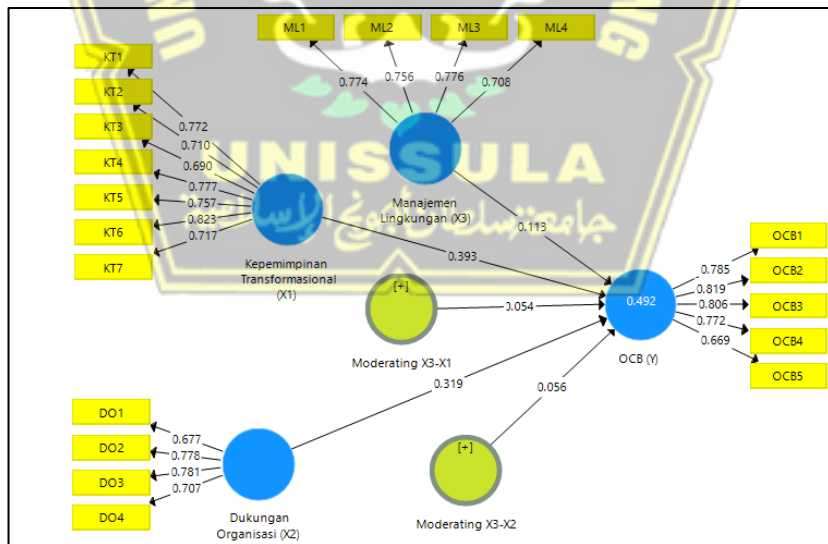 ML1
ML2
ML3
ML4
KT1
KT2
KT3
KT4
KT5
KT6
KT7
0.774
0.756
0.776
0.708
0.772
0.710
0.690
0.777
0.757
0.823
0.717
UNISSULA
جامعة سلطان أجونج الإسلامية
Manajemen
Lingkungan (X3)
0.113
Kepemimpinan
Transformasional
(X1)
0.393
[+]
0.054
Moderating X3-X1
0.492
OCB (Y)
0.785
0.819
0.806
0.772
0.669
OCB1
OCB2
OCB3
OCB4
OCB5
0.319
0.056
DO1
DO2
DO3
DO4
0.677
0.778
0.781
0.707
Dukungan
Organisasi (X2)
[+]
Moderating X3-X2